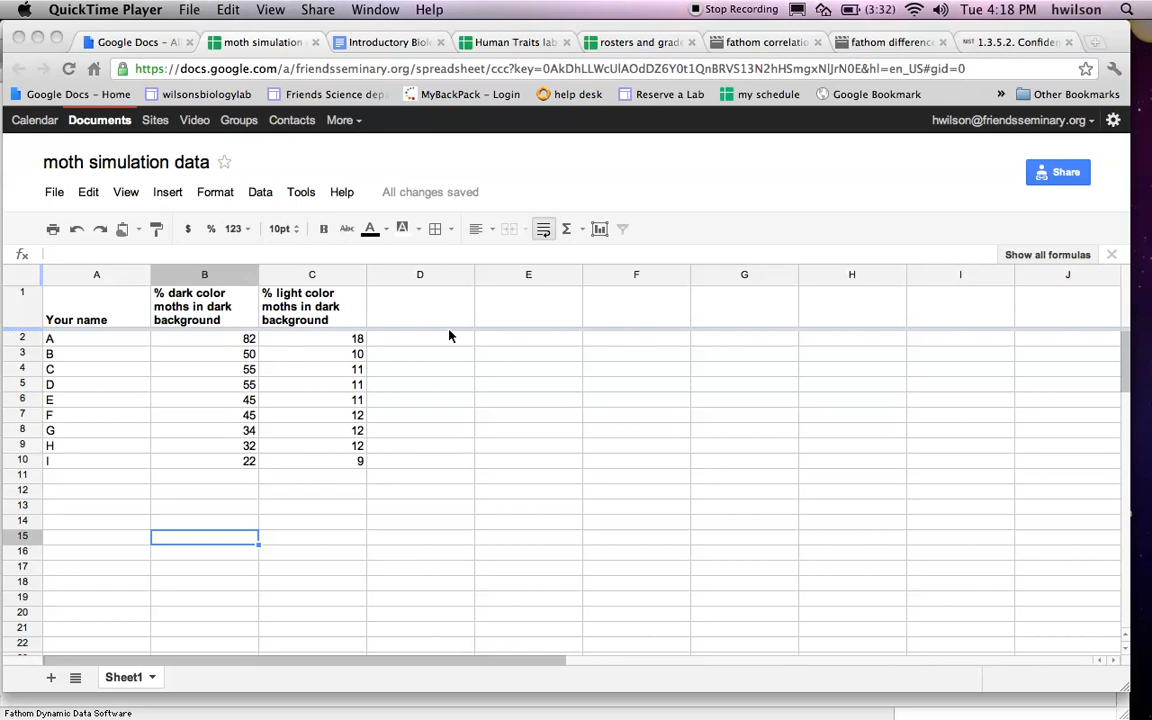 QuickTime Player File Edit View Share Window Help Stop Recording (3:32) Tue 4:18 PM hwilson
Google Docs - Al moth simulation Introductory Biol Human Traits lab rosters and grade fathom correlatio fathom difference NIST 1.3.5.2. Confiden
https://docs.google.com/a/friendsseminary.org/spreadsheet/ccc?key=0AkDhLLWcUlAOdDZ6Y0t1QnBRVS13N2hHSmgxNlJrN0E&hl=en_US#gid=0
Google Docs - Home wilsonsbiologylab Friends Science dep MyBackPack - Login help desk Reserve a Lab my schedule Google Bookmark » Other Bookmarks
Calendar Documents Sites Video Groups Contacts More hwilson@friendsseminary.org
moth simulation data
Share
File Edit View Insert Format Data Tools Help All changes saved
$ % 123 10pt B Abc A A Σ
fx Show all formulas
A B C D E F G H I J
1 Your name % dark color moths in dark background % light color moths in dark background
2 A 82 18
3 B 50 10
4 C 55 11
5 D 55 11
6 E 45 11
7 F 45 12
8 G 34 12
9 H 32 12
10 I 22 9
11
12
13
14
15
16
17
18
19
20
21
22
+ Sheet1
Fathom Dynamic Data Software